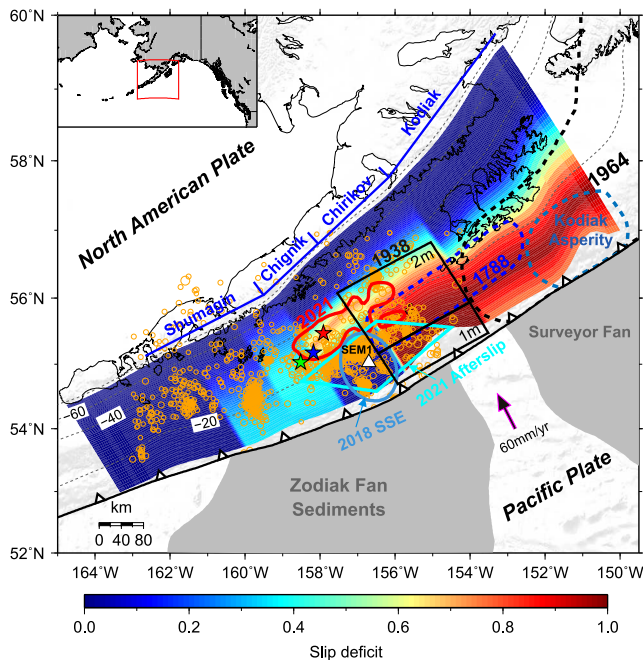 60°N
58°N
56°N
54°N
52°N
164°W
162°W
160°W
158°W
156°W
154°W
152°W
150°W
North American Plate
Kodiak
Chirikov
Chignik
Shumagin
1964
Kodiak
Asperity
1938
2m
1788
2021
1m
SEM1
Surveyor Fan
2021 Afterslip
2018 SSE
−60
−40
−20
60mm/yr
Pacific Plate
Zodiak Fan
Sediments
km
0 40 80
0.0 0.2 0.4 0.6 0.8 1.0
Slip deficit